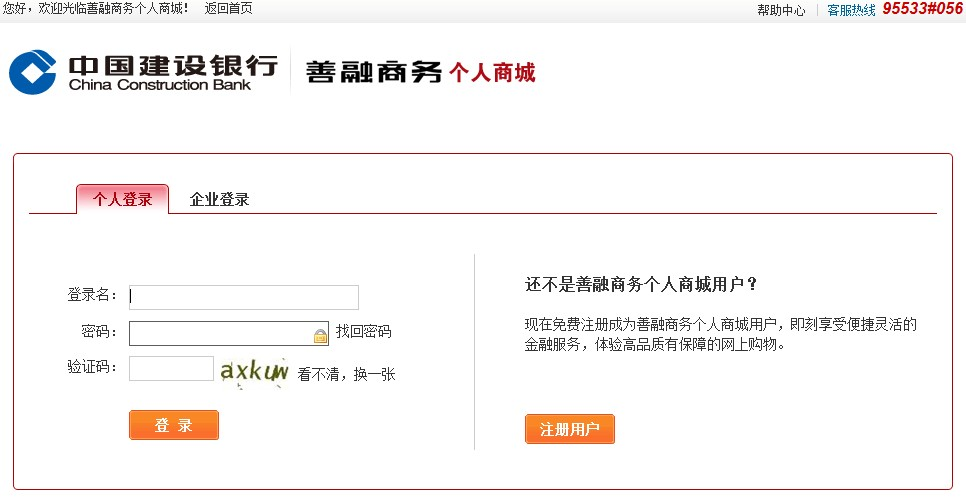 您好，欢迎光临善融商务个人商城！ 返回首页
帮助中心 | 客服热线 95533#056
中国建设银行
China Construction Bank
善融商务 个人商城
个人登录 企业登录
登录名：
密码： 找回密码
验证码： axkuw 看不清，换一张
登 录
还不是善融商务个人商城用户？
现在免费注册成为善融商务个人商城用户，即刻享受便捷灵活的
金融服务，体验高品质有保障的网上购物。
注册用户